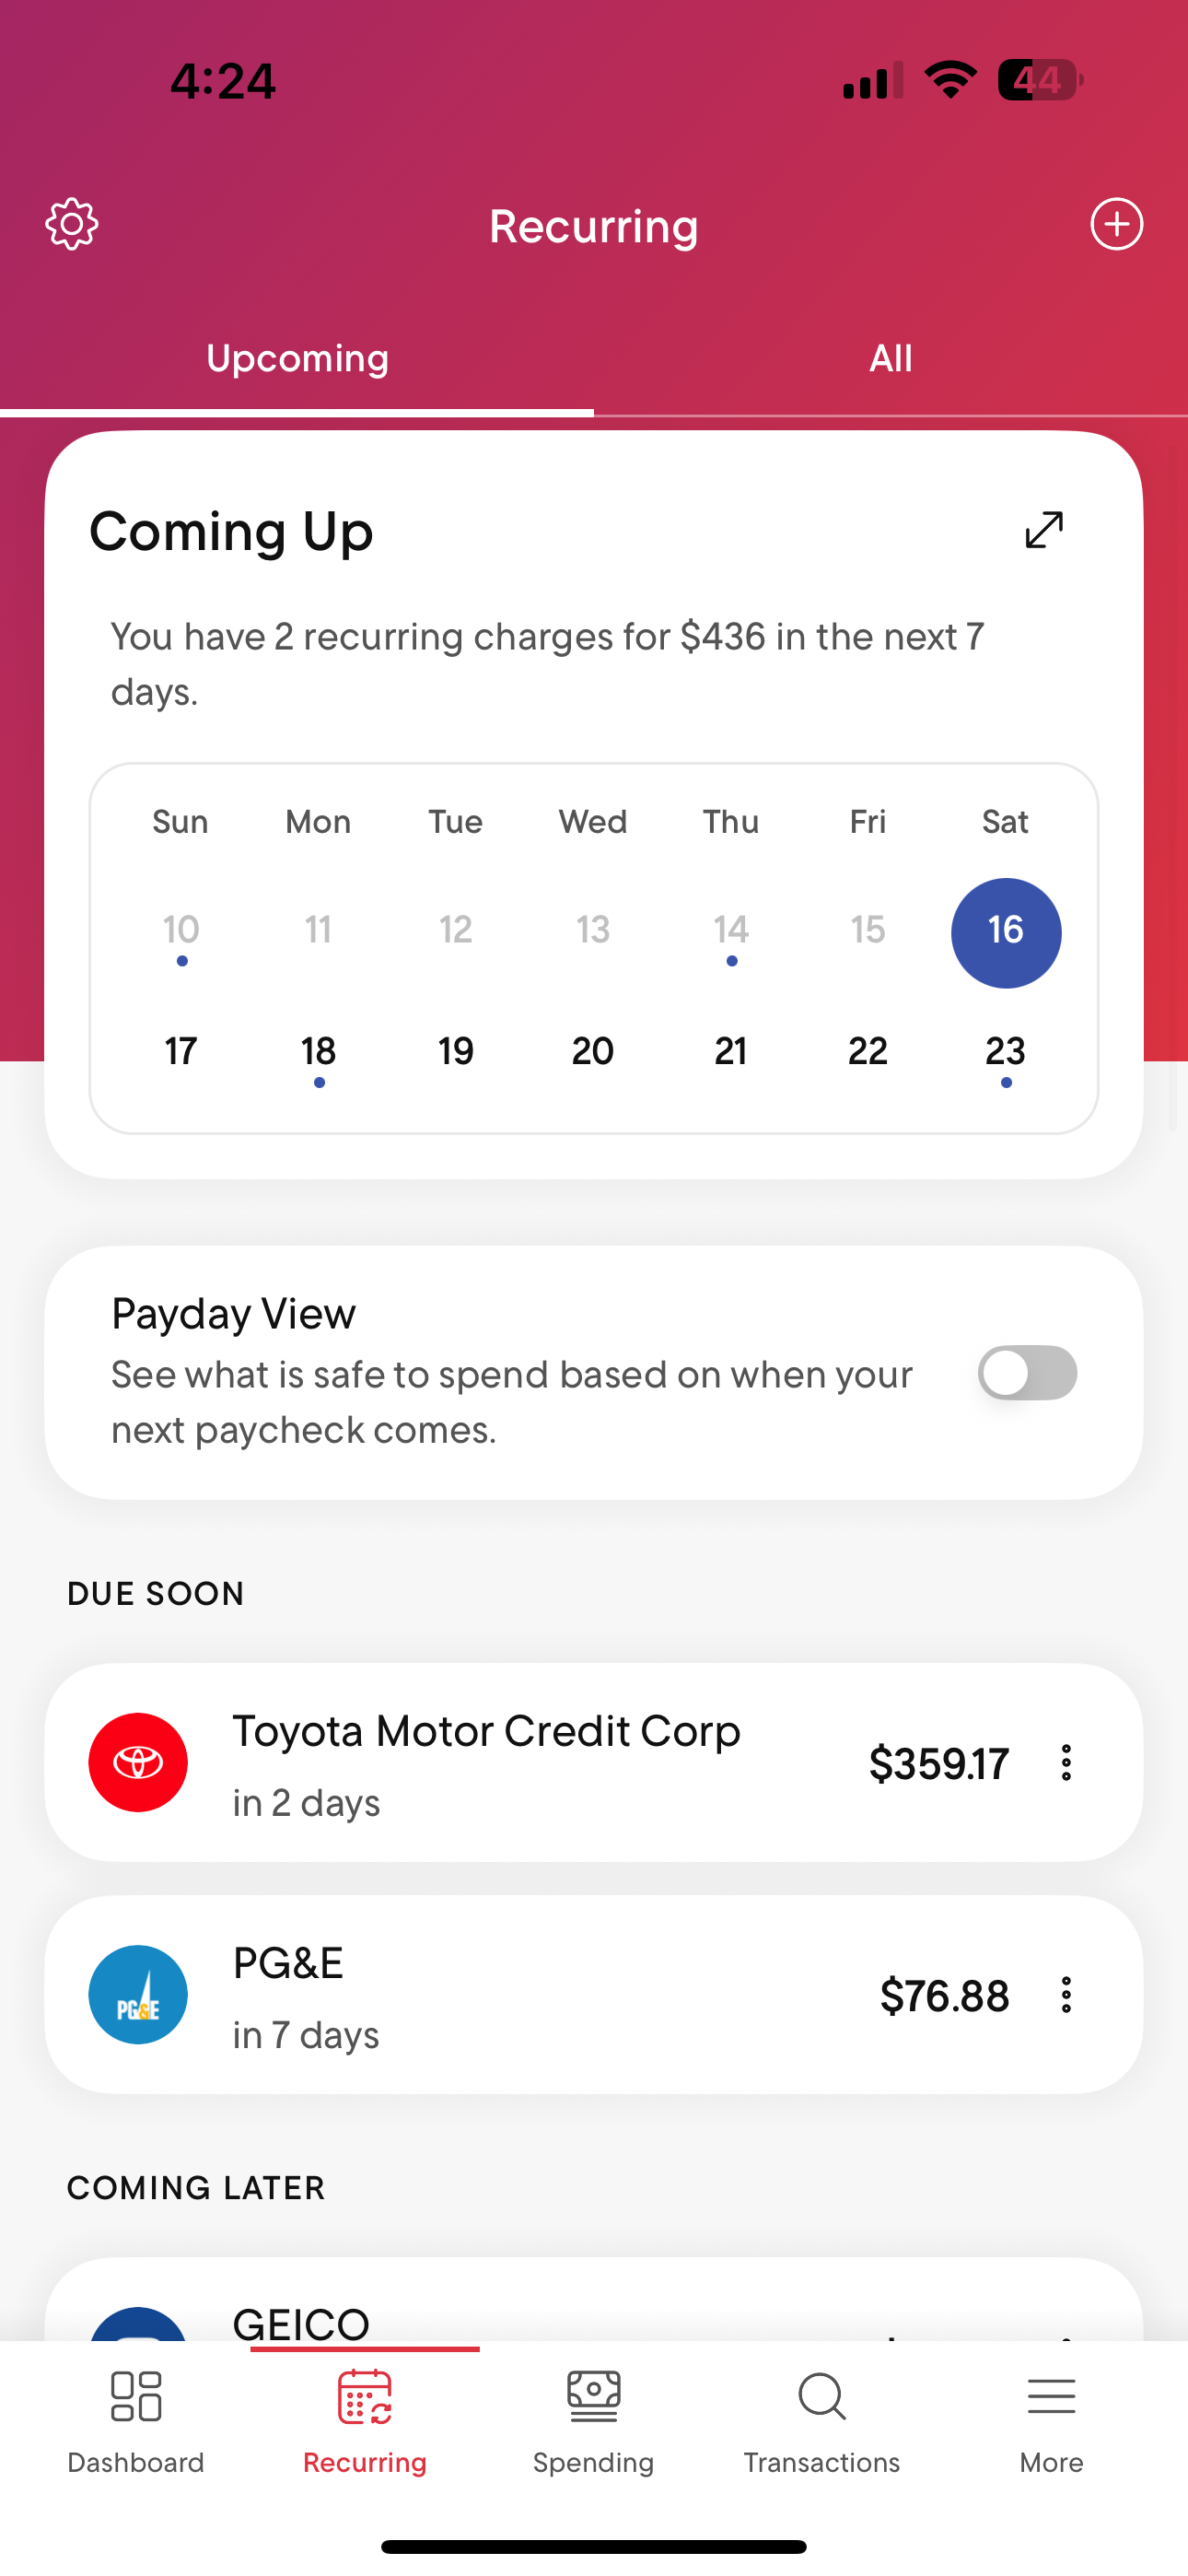 4:24
44
Recurring
Upcoming
All
Coming Up
You have 2 recurring charges for $436 in the next 7
days.
Sun Mon Tue Wed Thu Fri Sat
10 11 12 13 14 15 16
17 18 19 20 21 22 23
Payday View
See what is safe to spend based on when your
next paycheck comes.
DUE SOON
Toyota Motor Credit Corp
$359.17
in 2 days
PG&E
PG&E
$76.88
in 7 days
COMING LATER
GEICO
Dashboard
Recurring
Spending
Transactions
More